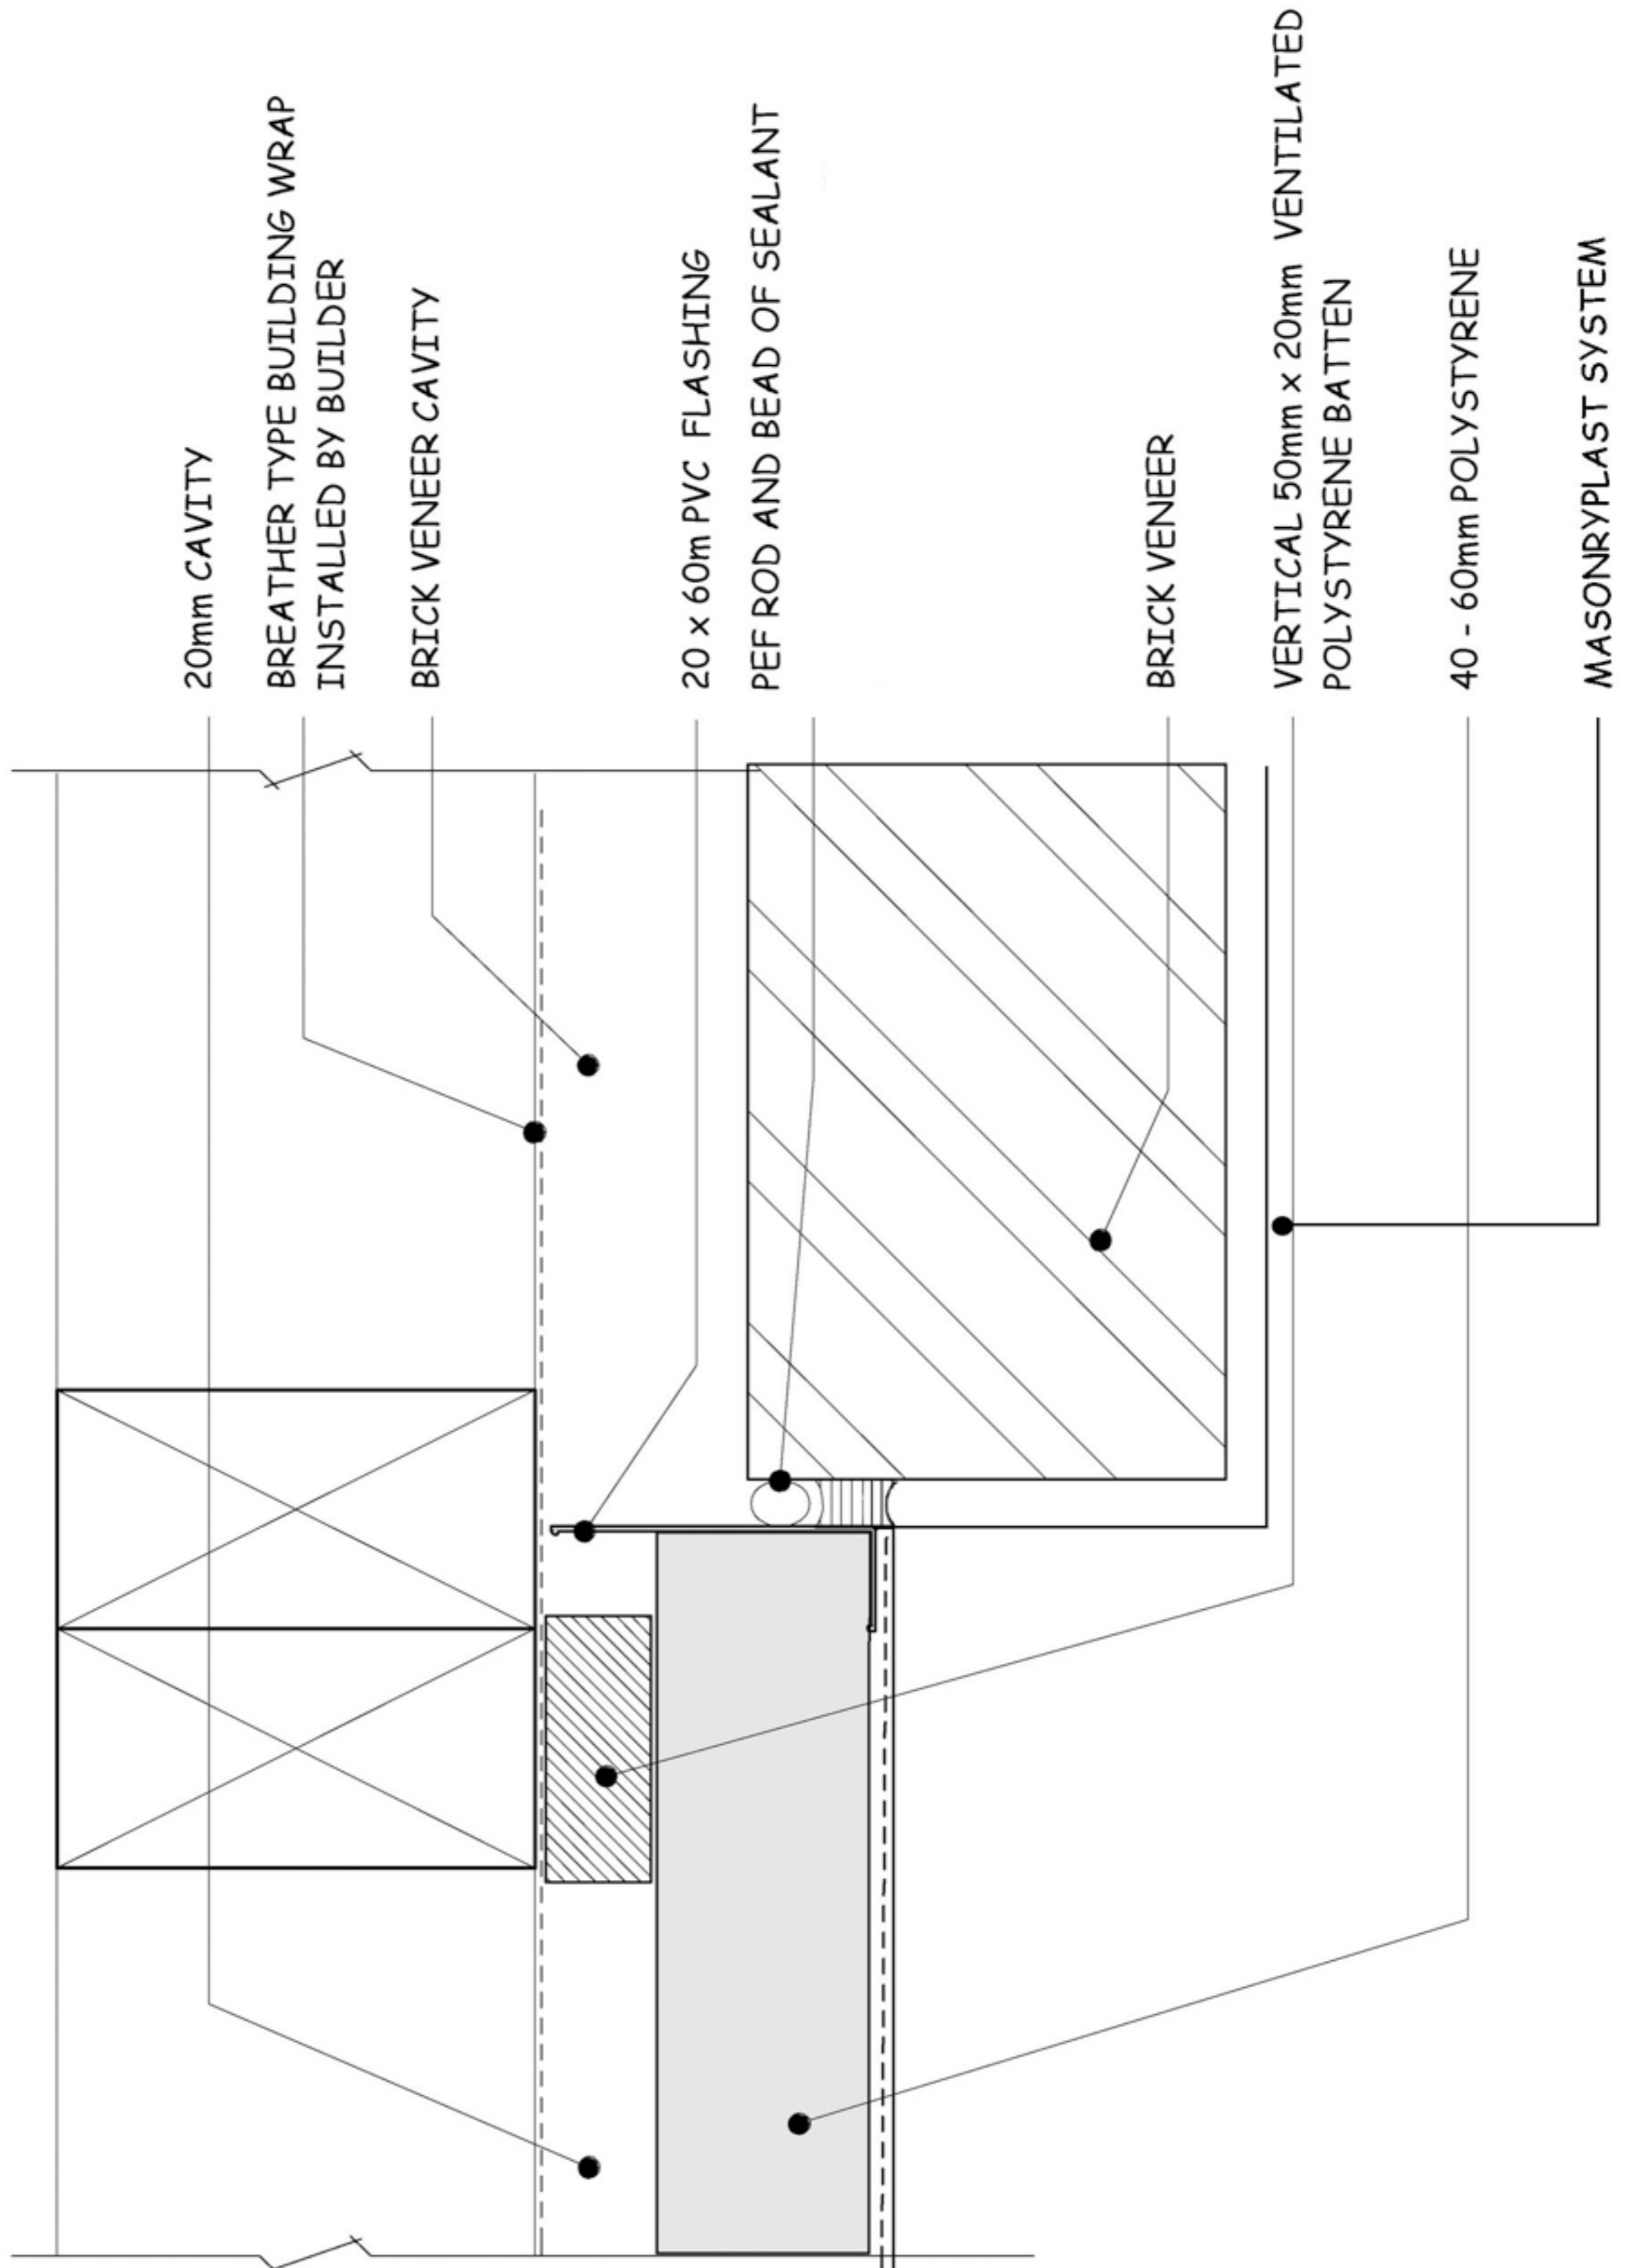 20mm CAVITY
BREATHER TYPE BUILDING WRAP
INSTALLED BY BUILDER
BRICK VENEER CAVITY
20 x 60m PVC FLASHING
PEF ROD AND BEAD OF SEALANT
BRICK VENEER
VERTICAL 50mm x 20mm VENTILATED
POLYSTYRENE BATTEN
40 - 60mm POLYSTYRENE
MASONRYPLAST SYSTEM